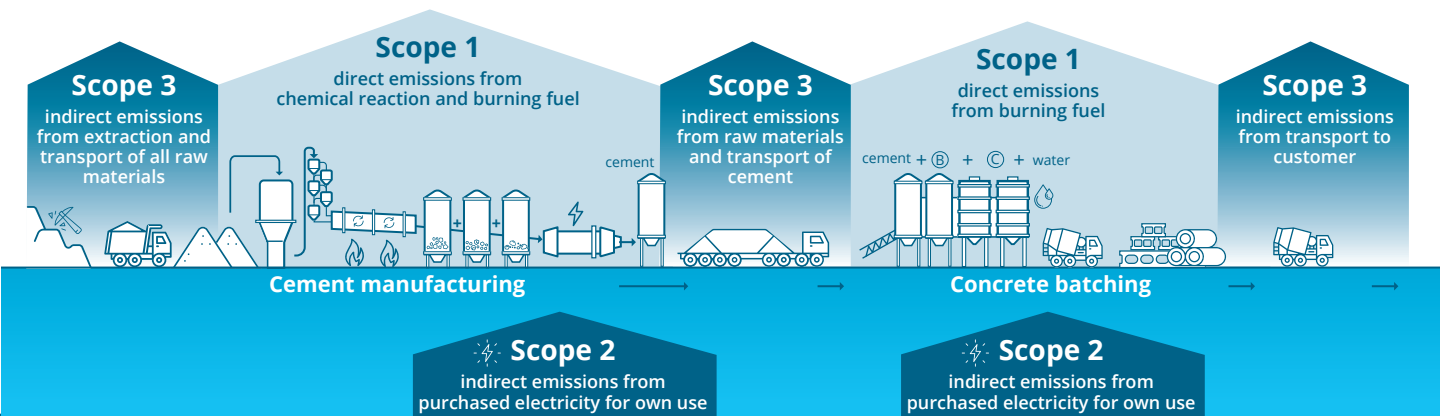 Scope 3
indirect emissions
from extraction and
transport of all raw
materials
Scope 1
direct emissions from
chemical reaction and burning fuel
cement
+
+
Scope 3
indirect emissions
from raw materials
and transport of
cement
Scope 1
direct emissions
from burning fuel
cement + Ⓑ + Ⓒ + water
Scope 3
indirect emissions
from transport to
customer
Cement manufacturing
Concrete batching
Scope 2
indirect emissions from
purchased electricity for own use
Scope 2
indirect emissions from
purchased electricity for own use